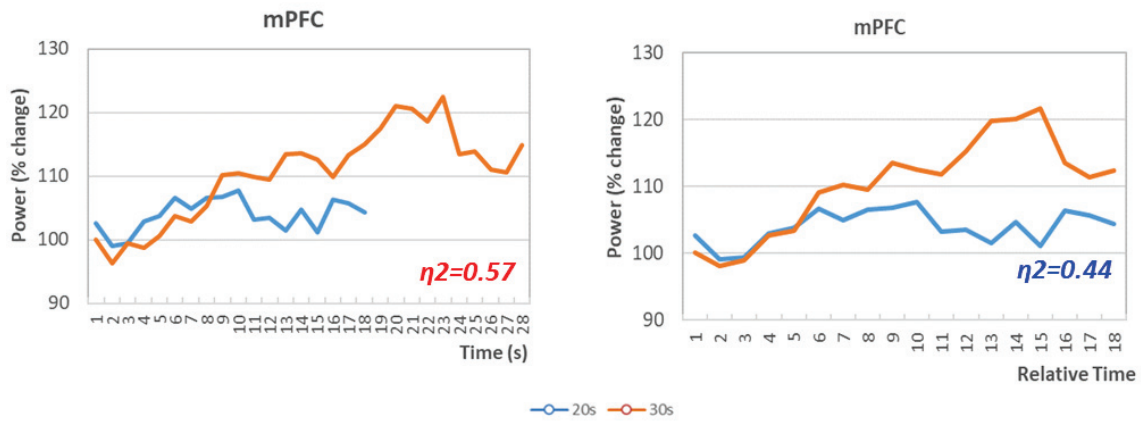 mPFC
130
120
110
100
90
Power (% change)
η2=0.57
1 2 3 4 5 6 7 8 9 10 11 12 13 14 15 16 17 18 19 20 21 22 23 24 25 26 27 28
Time (s)
mPFC
130
120
110
100
90
Power (% change)
η2=0.44
1 2 3 4 5 6 7 8 9 10 11 12 13 14 15 16 17 18
Relative Time
20s 30s